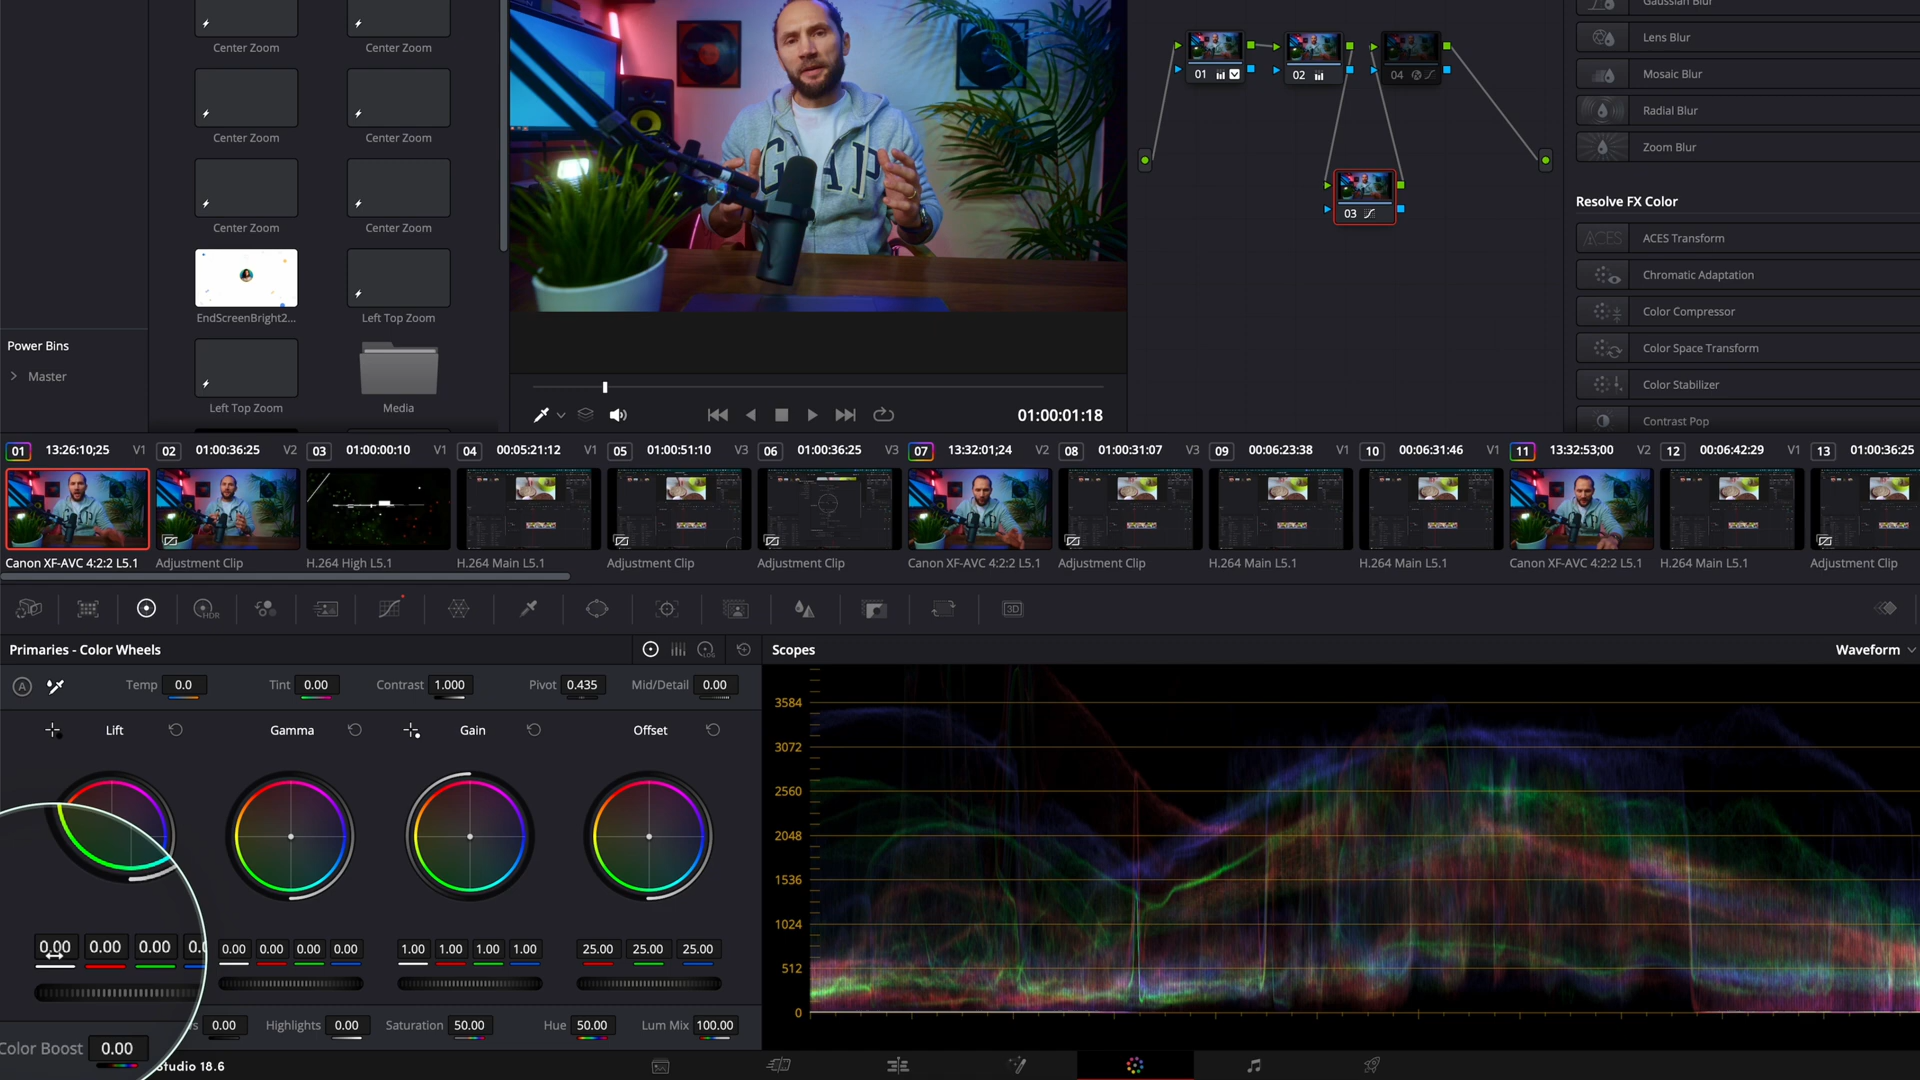 Center Zoom
Center Zoom
Center Zoom
Center Zoom
Center Zoom
Center Zoom
EndScreenBright2...
Left Top Zoom
Left Top Zoom
Media
Power Bins
Master
GAP
01:00:01:18
01
02
04
03
Gaussian Blur
Lens Blur
Mosaic Blur
Radial Blur
Zoom Blur
Resolve FX Color
ACES
ACES Transform
Chromatic Adaptation
Color Compressor
Color Space Transform
Color Stabilizer
Contrast Pop
01 13:26:10;25 V1
02 01:00:36:25 V2
03 01:00:00:10 V1
04 00:05:21:12 V1
05 01:00:51:10 V3
06 01:00:36:25 V3
07 13:32:01;24 V2
08 01:00:31:07 V3
09 00:06:23:38 V1
10 00:06:31:46 V1
11 13:32:53;00 V2
12 00:06:42:29 V1
13 01:00:36:25
Canon XF-AVC 4:2:2 L5.1
Adjustment Clip
H.264 High L5.1
H.264 Main L5.1
Adjustment Clip
Adjustment Clip
Canon XF-AVC 4:2:2 L5.1
Adjustment Clip
H.264 Main L5.1
H.264 Main L5.1
Canon XF-AVC 4:2:2 L5.1
H.264 Main L5.1
Adjustment Clip
HDR
3D
Primaries - Color Wheels
LOG
Scopes
Waveform
A
Temp 0.0
Tint 0.00
Contrast 1.000
Pivot 0.435
Mid/Detail 0.00
Lift
Gamma
Gain
Offset
0.00 0.00 0.00 0.0
0.00 0.00 0.00 0.00
1.00 1.00 1.00 1.00
25.00 25.00 25.00
s 0.00
Highlights 0.00
Saturation 50.00
Hue 50.00
Lum Mix 100.00
Color Boost 0.00
Studio 18.6
3584
3072
2560
2048
1536
1024
512
0